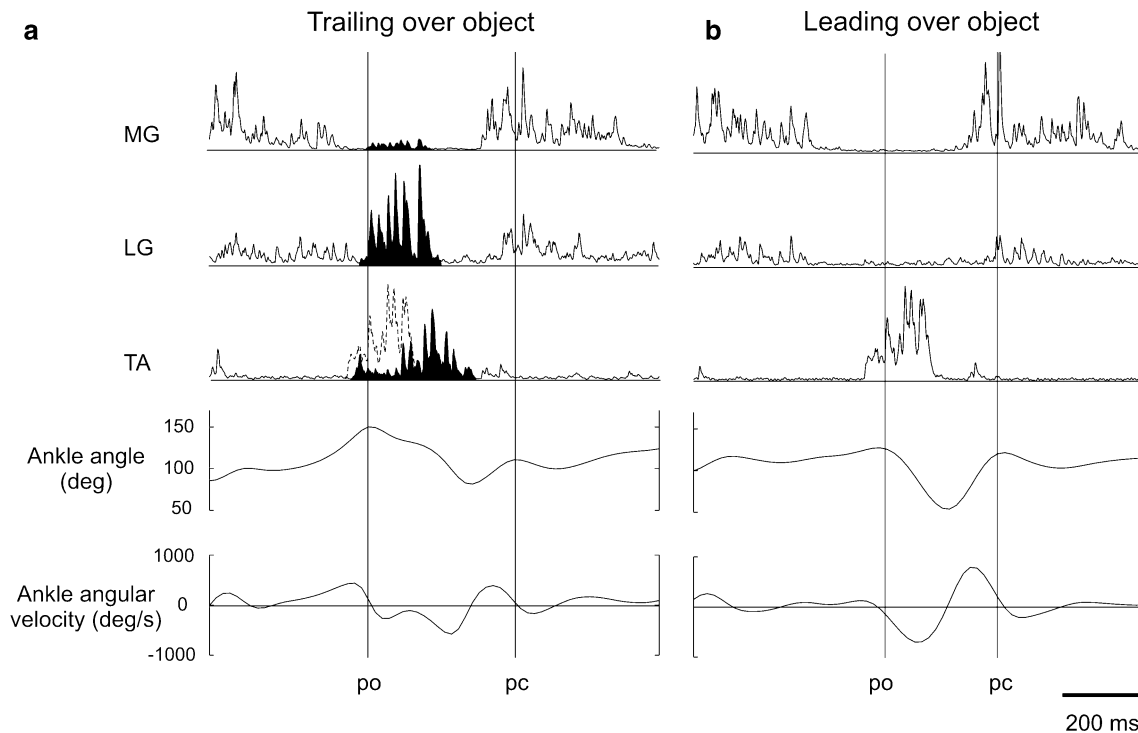 a
Trailing over object
b
Leading over object
MG
LG
TA
Ankle angle
(deg)
150
100
50
Ankle angular
velocity (deg/s)
1000
0
-1000
po
pc
po
pc
200 ms